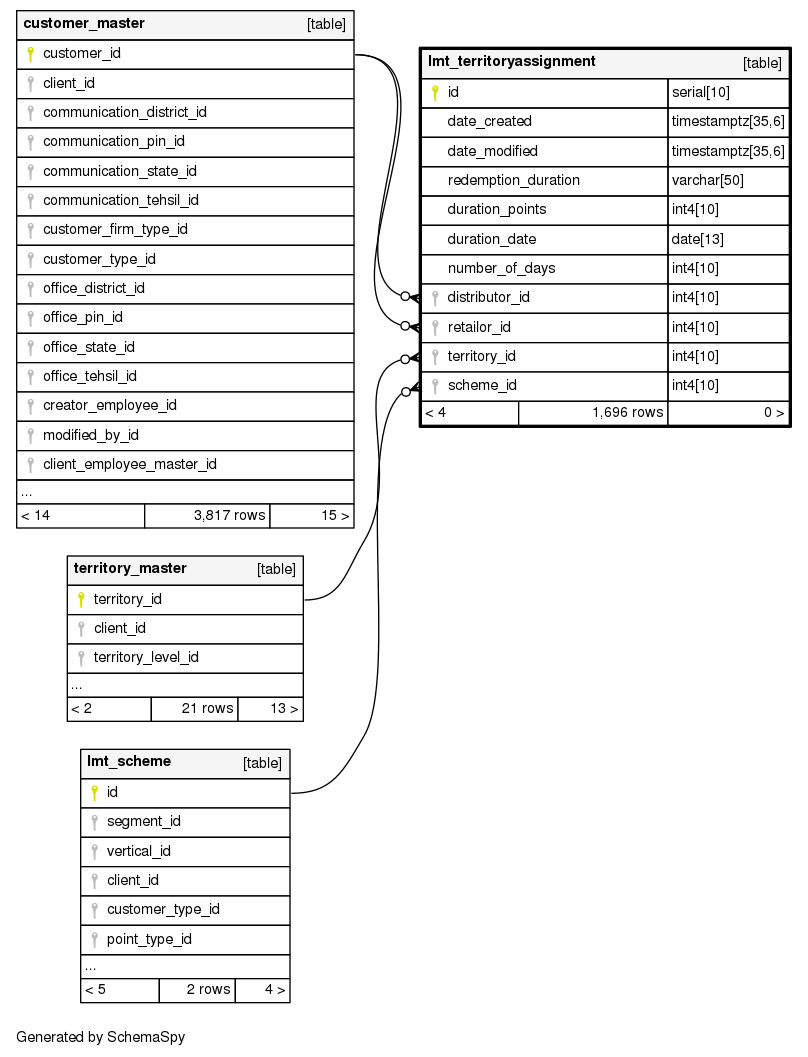 customer_master [table]
customer_id
client_id
communication_district_id
communication_pin_id
communication_state_id
communication_tehsil_id
customer_firm_type_id
customer_type_id
office_district_id
office_pin_id
office_state_id
office_tehsil_id
creator_employee_id
modified_by_id
client_employee_master_id
...
< 14 3,817 rows 15 >
lmt_territoryassignment [table]
id serial[10]
date_created timestamptz[35,6]
date_modified timestamptz[35,6]
redemption_duration varchar[50]
duration_points int4[10]
duration_date date[13]
number_of_days int4[10]
distributor_id int4[10]
retailor_id int4[10]
territory_id int4[10]
scheme_id int4[10]
< 4 1,696 rows 0 >
territory_master [table]
territory_id
client_id
territory_level_id
...
< 2 21 rows 13 >
lmt_scheme [table]
id
segment_id
vertical_id
client_id
customer_type_id
point_type_id
...
< 5 2 rows 4 >
Generated by SchemaSpy